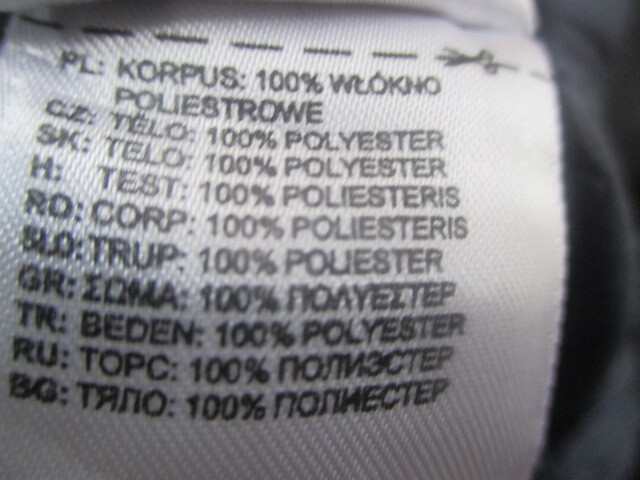 PL: KORPUS: 100% WŁÓKNO
POLIESTROWE
CZ: TĚLO: 100% POLYESTER
SK: TELO: 100% POLYESTER
H: TEST: 100% POLIESTERIS
RO: CORP: 100% POLIESTERIS
SLO: TRUP: 100% POLIESTER
GR: ΣΩΜΑ: 100% ΠΟΛΥΕΣΤΕΡ
TR: BEDEN: 100% POLYESTER
RU: ТОРС: 100% ПОЛИЭСТЕР
BG: ТЯЛО: 100% ПОЛИЕСТЕР